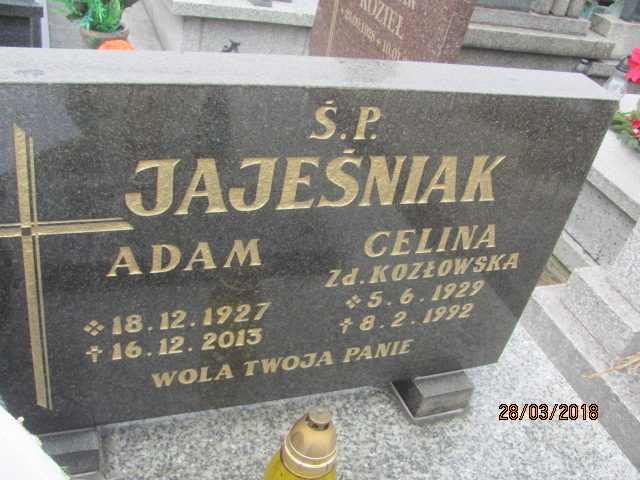 KOZIEŁ
Ś.P.
JAJEŚNIAK
ADAM
18.12.1927
16.12.2013
CELINA
Zd. KOZŁOWSKA
5.6.1929
8.2.1992
WOLA TWOJA PANIE
28/03/2018